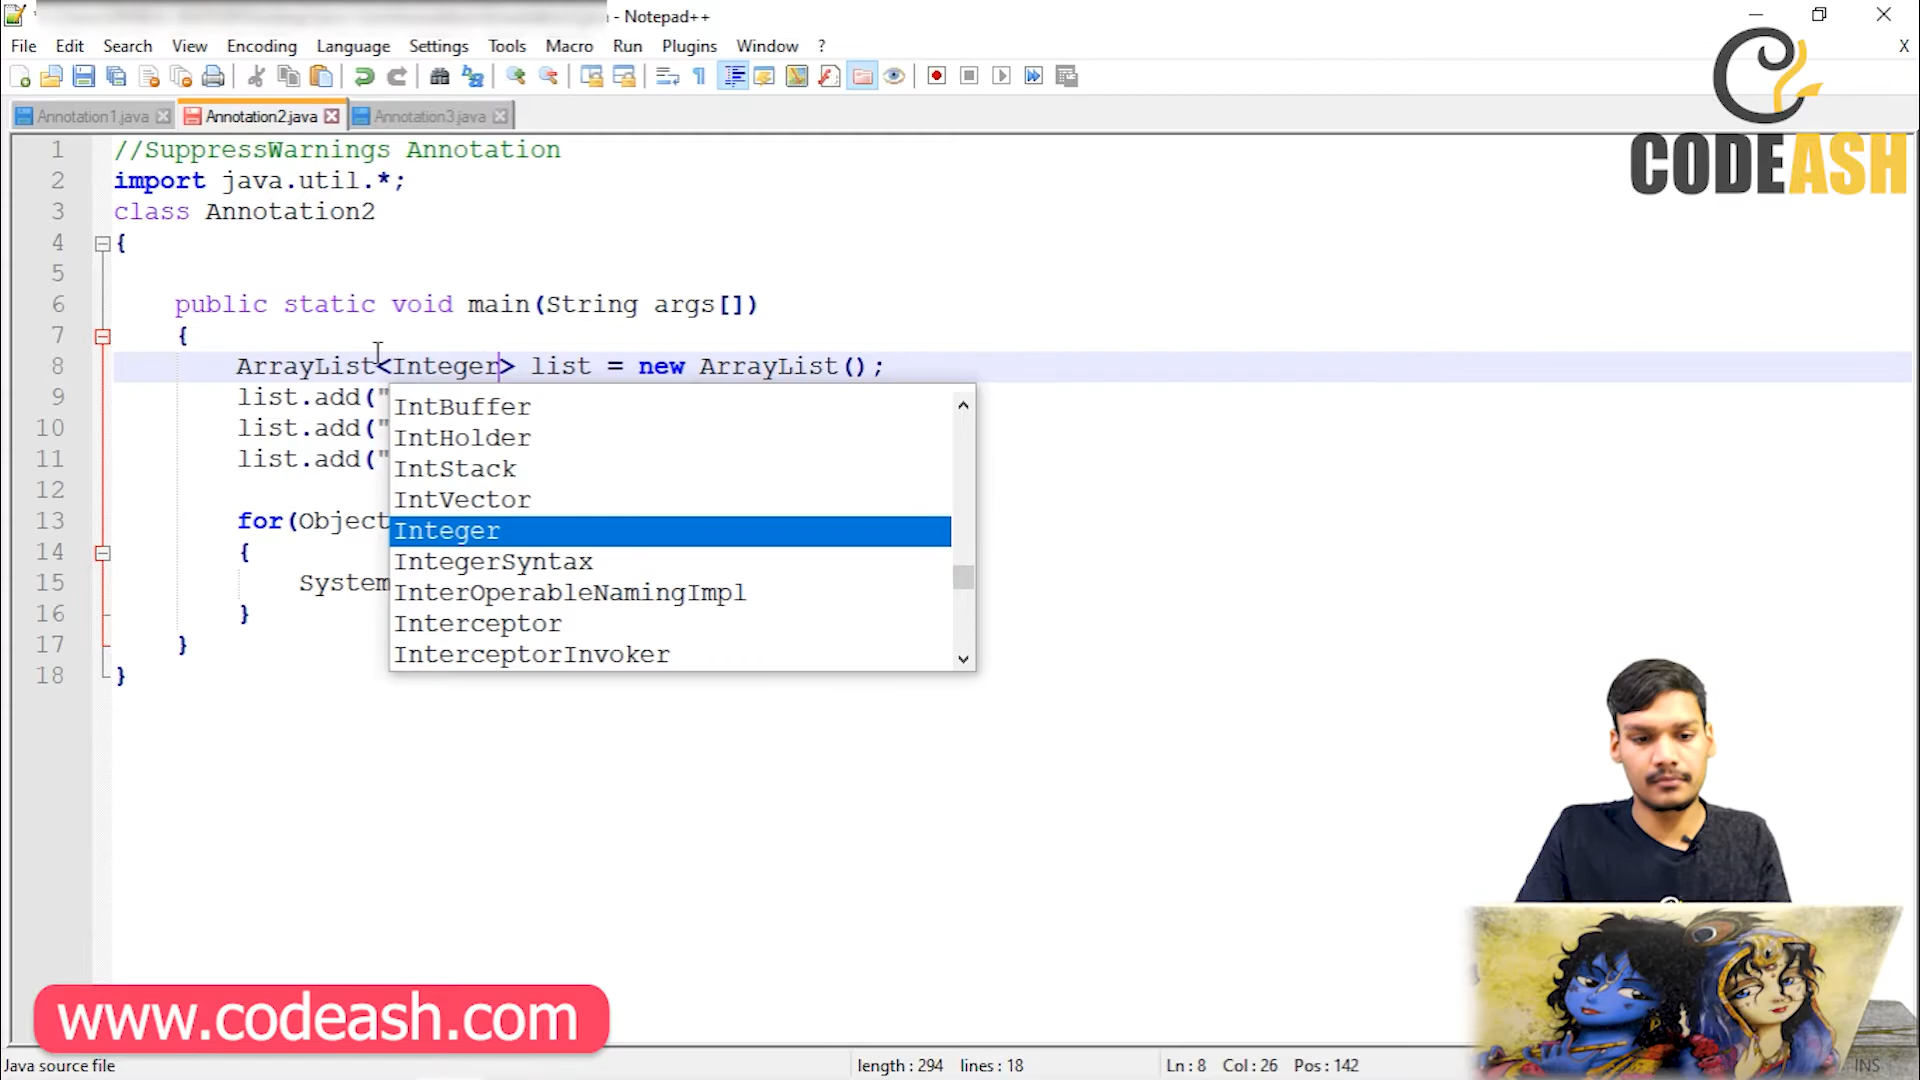 - Notepad++
File Edit Search View Encoding Language Settings Tools Macro Run Plugins Window ?
X
Annotation1.java Annotation2.java Annotation3.java
CODEASH
1 //SuppressWarnings Annotation
2 import java.util.*;
3 class Annotation2
4 {
5
6 public static void main(String args[])
7 {
8 ArrayList<Integer> list = new ArrayList();
9 list.add("
10 list.add("
11 list.add("
12
13 for(Object
14 {
15 System
16 }
17 }
18 }
IntBuffer
IntHolder
IntStack
IntVector
Integer
IntegerSyntax
InterOperableNamingImpl
Interceptor
InterceptorInvoker
www.codeash.com
Java source file length : 294 lines : 18 Ln : 8 Col : 26 Pos : 142 INS